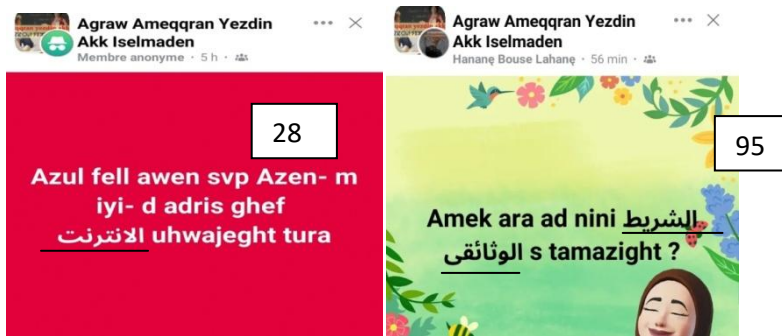 Agraw Ameqqran Yezdin
Akk Iselmaden
Membre anonyme · 5 h ·
28
Azul fell awen svp Azen- m
iyi- d adris ghef
الانترنت uhwajeght tura
Agraw Ameqqran Yezdin
Akk Iselmaden
Hananę Bouse Lahanę · 56 min ·
95
Amek ara ad nini الشريط
الوثائقي s tamazight ?